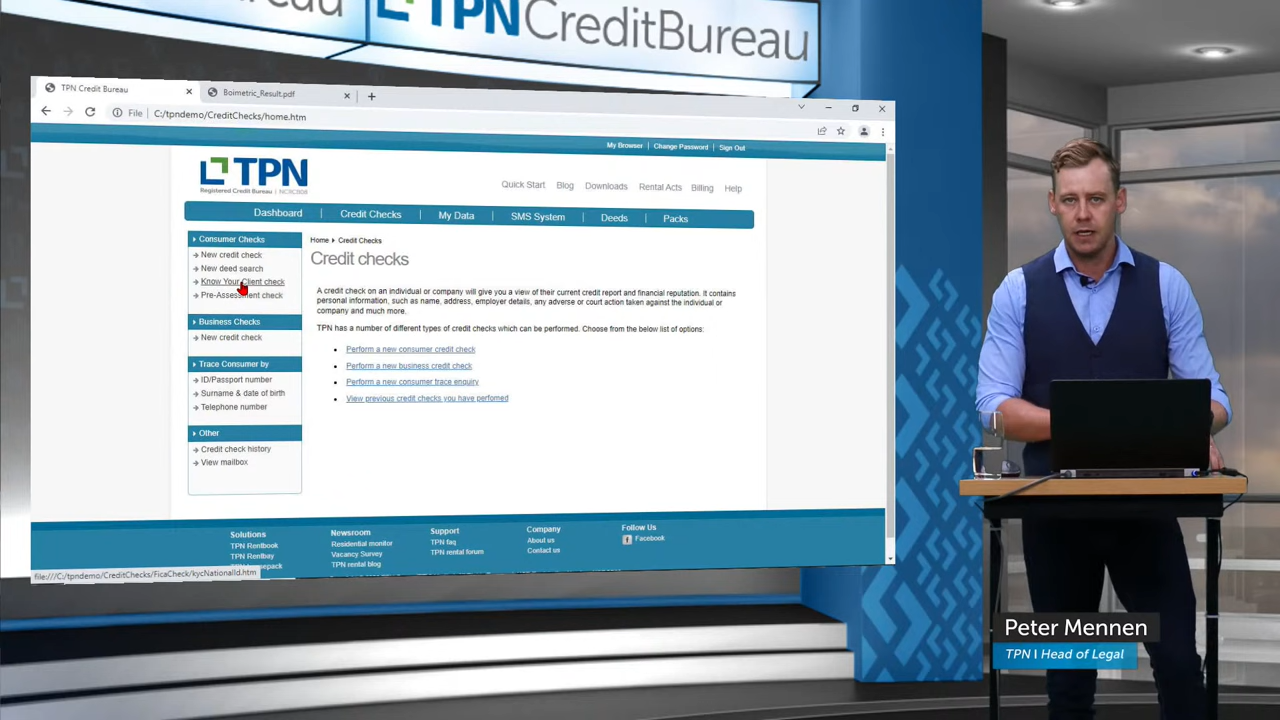 TPN CreditBureau
TPN Credit Bureau
Boimetric_Result.pdf
File
C:/tpndemo/CreditChecks/home.htm
My Browser | Change Password | Sign Out
TPN
Registered Credit Bureau
Quick Start Blog Downloads Rental Acts Billing Help
Dashboard | Credit Checks | My Data | SMS System | Deeds | Packs
Consumer Checks
New credit check
New deed search
Know Your Client check
Pre-Assessment check
Business Checks
New credit check
Trace Consumer by
ID/Passport number
Surname & date of birth
Telephone number
Other
Credit check history
View mailbox
Home Credit Checks
Credit checks
A credit check on an individual or company will give you a view of their current credit report and financial reputation. It contains
personal information, such as name, address, employer details, any adverse or court action taken against the individual or
company and much more.
TPN has a number of different types of credit checks which can be performed. Choose from the below list of options:
Perform a new consumer credit check
Perform a new business credit check
Perform a new consumer trace enquiry
View previous credit checks you have perfomed
Solutions
TPN Rentbook
TPN Rentbay
Newsroom
Residential monitor
Vacancy Survey
TPN rental blog
Support
TPN faq
TPN rental forum
Company
About us
Contact us
Follow Us
Facebook
file:///C:/tpndemo/CreditChecks/FicaCheck/kycNationalId.htm
Peter Mennen
TPN | Head of Legal